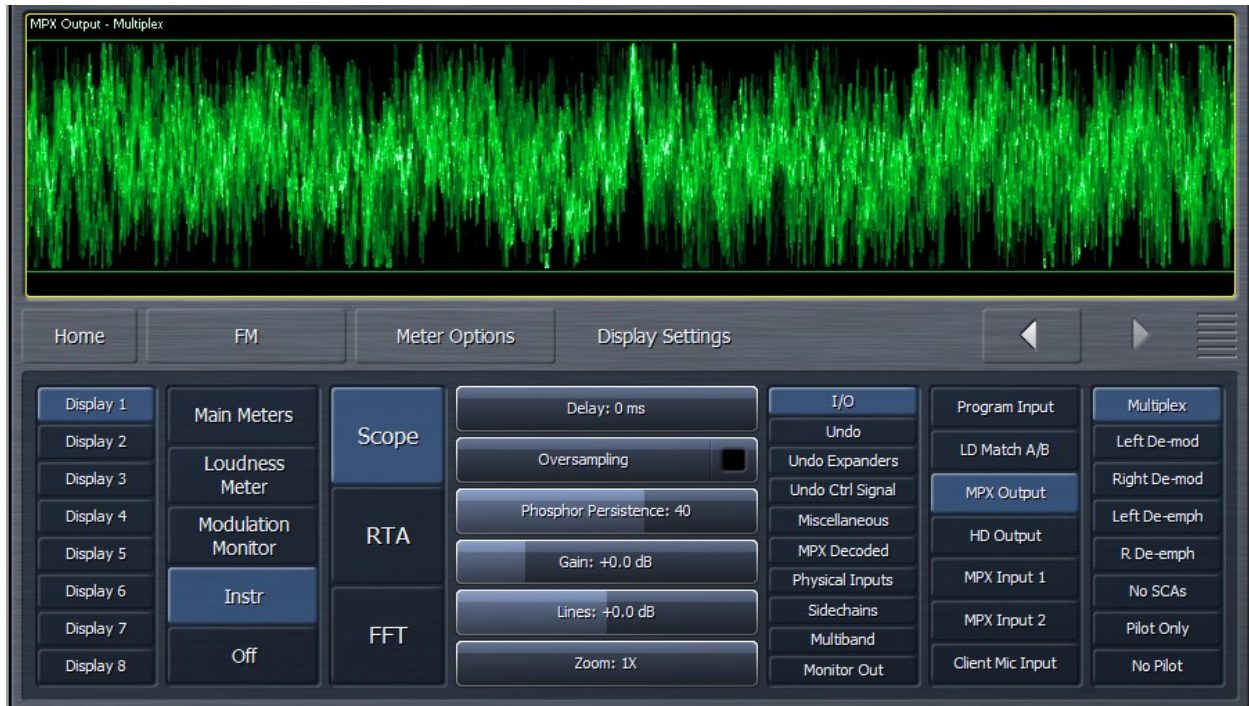 MPX Output - Multiplex
Home
FM
Meter Options
Display Settings
Display 1
Display 2
Display 3
Display 4
Display 5
Display 6
Display 7
Display 8
Main Meters
Loudness
Meter
Modulation
Monitor
Instr
Off
Scope
RTA
FFT
Delay: 0 ms
Oversampling
Phosphor Persistence: 40
Gain: +0.0 dB
Lines: +0.0 dB
Zoom: 1X
I/O
Undo
Undo Expanders
Undo Ctrl Signal
Miscellaneous
MPX Decoded
Physical Inputs
Sidechains
Multiband
Monitor Out
Program Input
LD Match A/B
MPX Output
HD Output
MPX Input 1
MPX Input 2
Client Mic Input
Multiplex
Left De-mod
Right De-mod
Left De-emph
R De-emph
No SCAs
Pilot Only
No Pilot